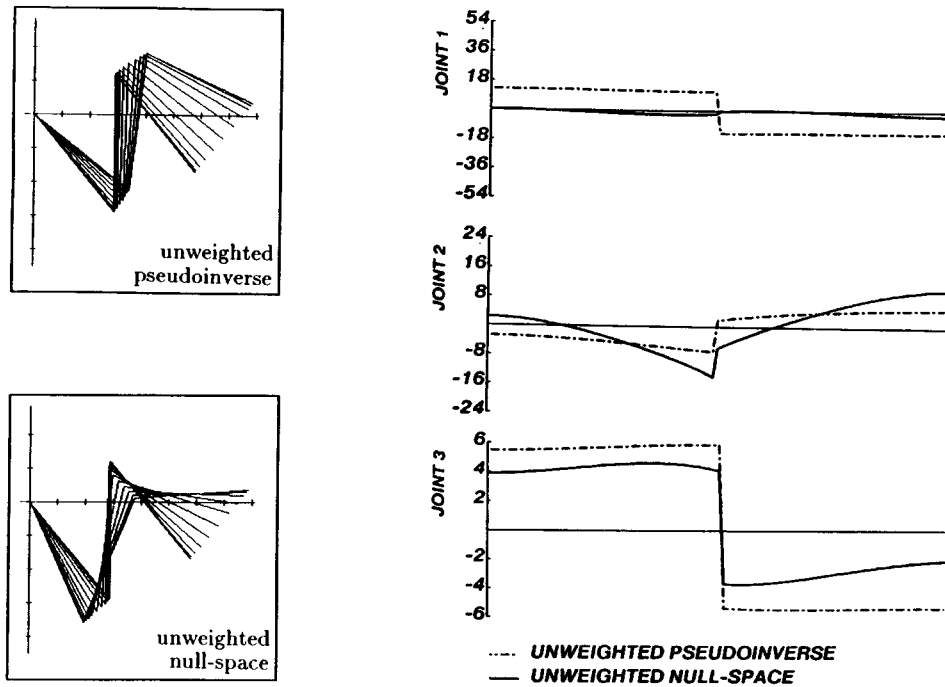 unweighted
pseudoinverse
unweighted
null-space
JOINT 1
54
36
18
-18
-36
-54
JOINT 2
24
16
8
-8
-16
-24
JOINT 3
6
4
2
-2
-4
-6
UNWEIGHTED PSEUDOINVERSE
UNWEIGHTED NULL-SPACE